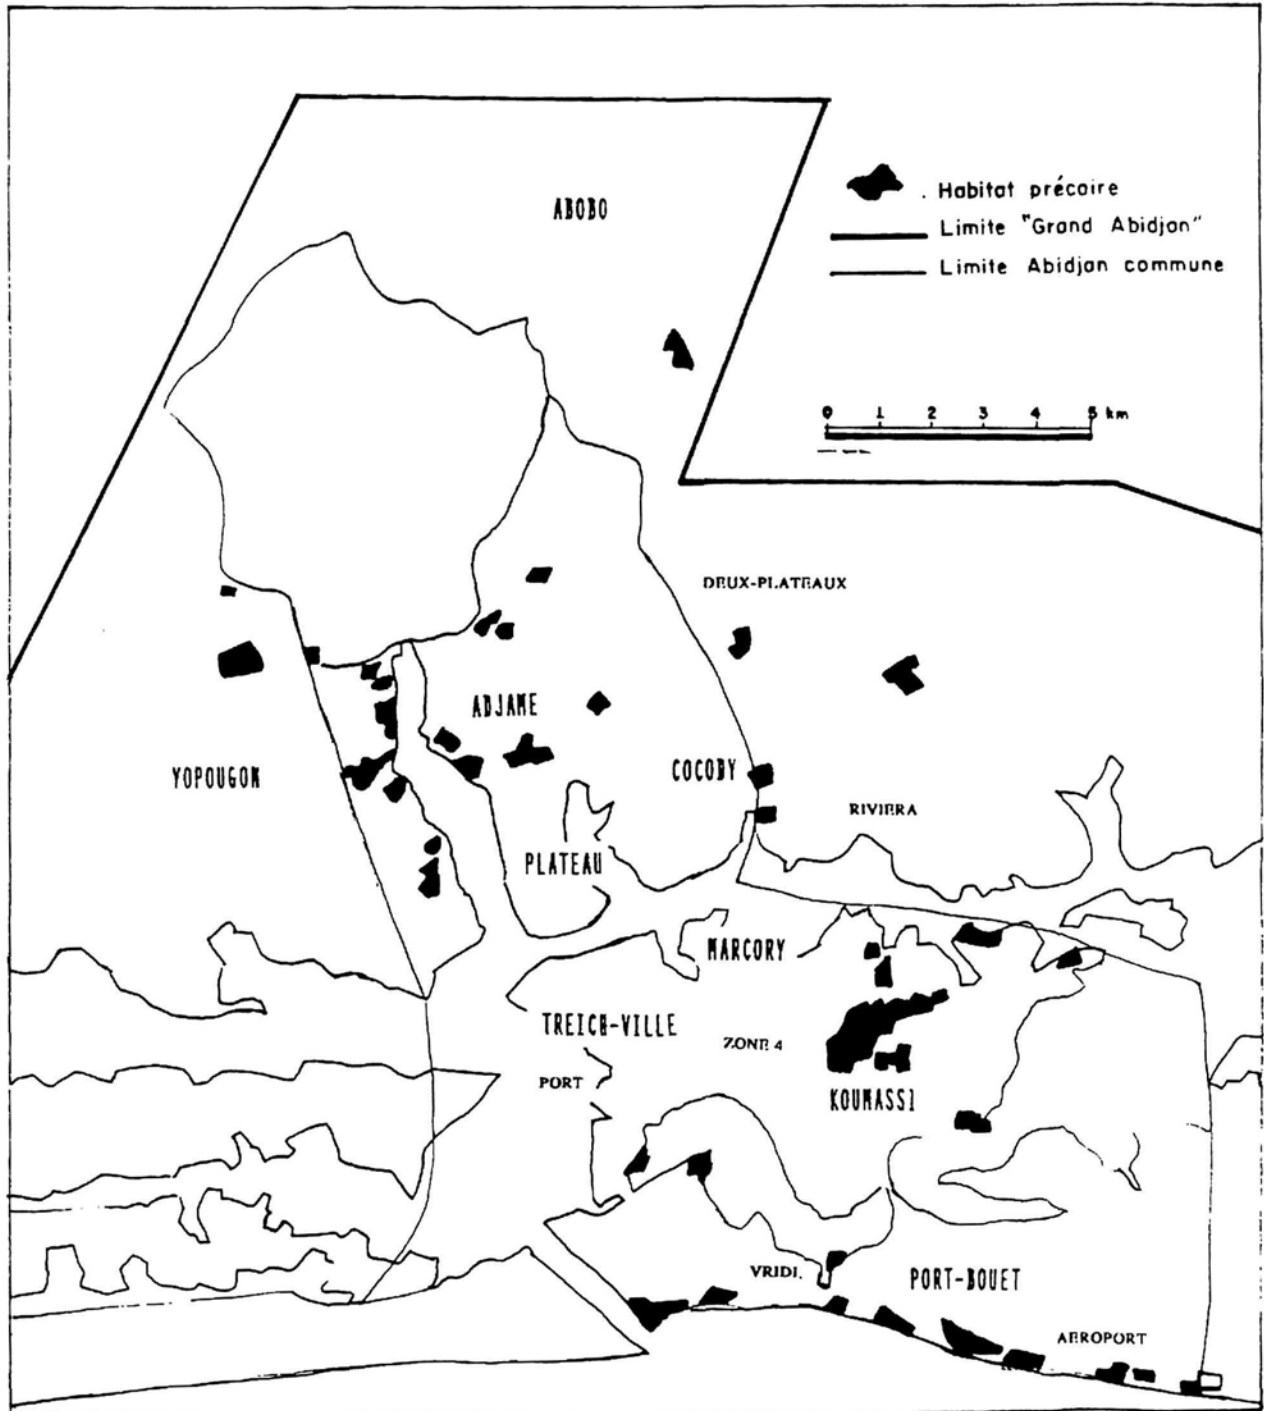 ABOBO
. Habitat précaire
Limite "Grand Abidjan"
Limite Abidjan commune
0 1 2 3 4 5 km
DEUX-PLATEAUX
ADJAME
YOPOUGON
COCODY
RIVIERA
PLATEAU
MARCORY
TREICH-VILLE
ZONE 4
PORT
KOUMASSI
VRIDI.
PORT-BOUET
AEROPORT